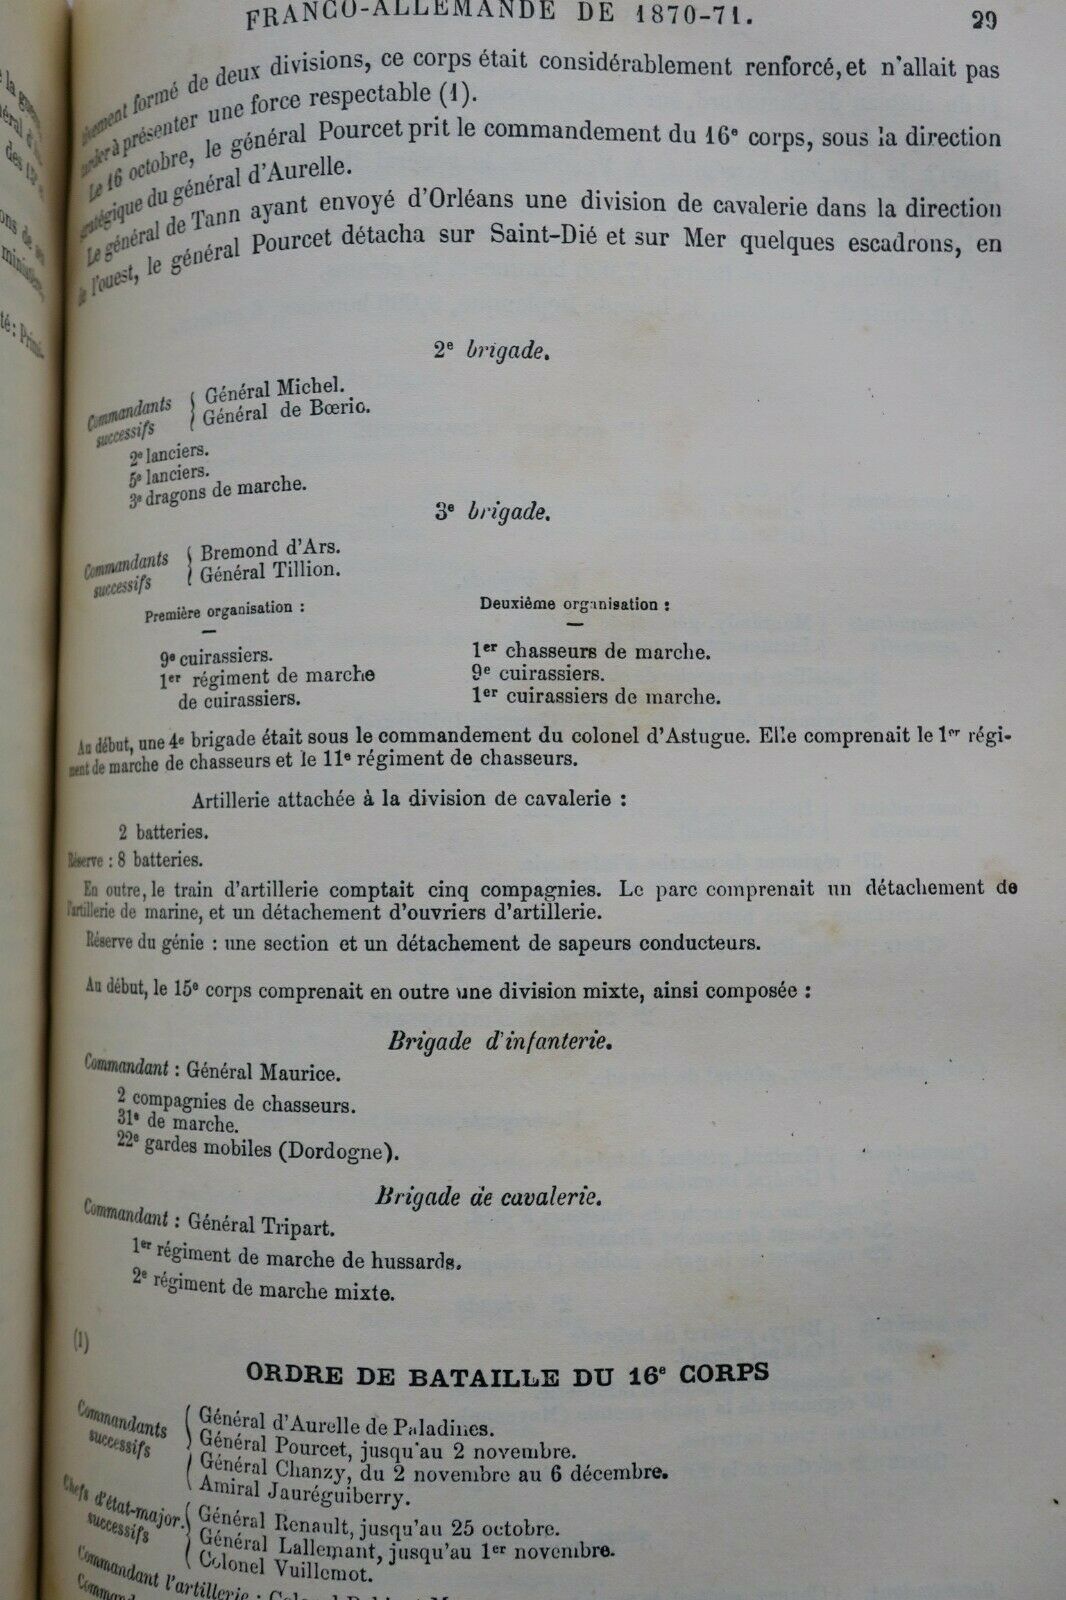 FRANCO-ALLEMANDE DE 1870-71.
29
formé de deux divisions, ce corps était considérablement renforcé, et n'allait pas
à présenter une force respectable (1).
Le 16 octobre, le général Pourcet prit le commandement du 16e corps, sous la direction
stratégique du général d'Aurelle.
Le général de Tann ayant envoyé d'Orléans une division de cavalerie dans la direction
de l'ouest, le général Pourcet détacha sur Saint-Dié et sur Mer quelques escadrons, en
2e brigade.
Commandants successifs { Général Michel.
Général de Bœrio.
2e lanciers.
5e lanciers.
3e dragons de marche.
3e brigade.
Commandants successifs { Bremond d'Ars.
Général Tillion.
Première organisation :
9e cuirassiers.
1er régiment de marche
de cuirassiers.
Deuxième organisation :
1er chasseurs de marche.
9e cuirassiers.
1er cuirassiers de marche.
Au début, une 4e brigade était sous le commandement du colonel d'Astugue. Elle comprenait le 1er régi-
ment de marche de chasseurs et le 11e régiment de chasseurs.
Artillerie attachée à la division de cavalerie :
2 batteries.
Réserve : 8 batteries.
En outre, le train d'artillerie comptait cinq compagnies. Le parc comprenait un détachement de
l'artillerie de marine, et un détachement d'ouvriers d'artillerie.
Réserve du génie : une section et un détachement de sapeurs conducteurs.
Au début, le 15e corps comprenait en outre une division mixte, ainsi composée :
Brigade d'infanterie.
Commandant : Général Maurice.
2 compagnies de chasseurs.
31e de marche.
22e gardes mobiles (Dordogne).
Brigade de cavalerie.
Commandant : Général Tripart.
1er régiment de marche de hussards.
2e régiment de marche mixte.
(1)
ORDRE DE BATAILLE DU 16e CORPS
Commandants successifs { Général d'Aurelle de Paladines.
Général Pourcet, jusqu'au 2 novembre.
Général Chanzy, du 2 novembre au 6 décembre.
Amiral Jauréguiberry.
Chefs d'état-major successifs { Général Renault, jusqu'au 25 octobre.
Général Lallemant, jusqu'au 1er novembre.
Colonel Vuillemot.
Commandant l'artillerie : Colonel